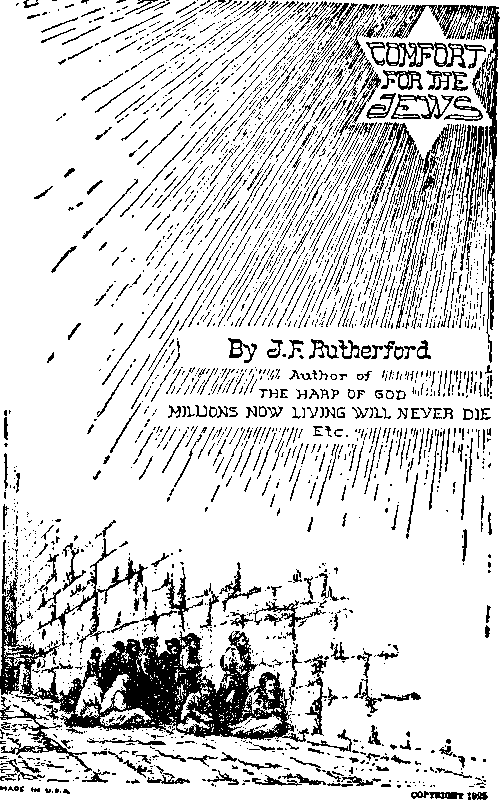 COMFORT
FOR THE
JEWS
By J.F. Rutherford
Author of
THE HARP OF GOD
MILLIONS NOW LIVING WILL NEVER DIE
Etc.
MADE IN U.S.A.
COPYRIGHT 1925